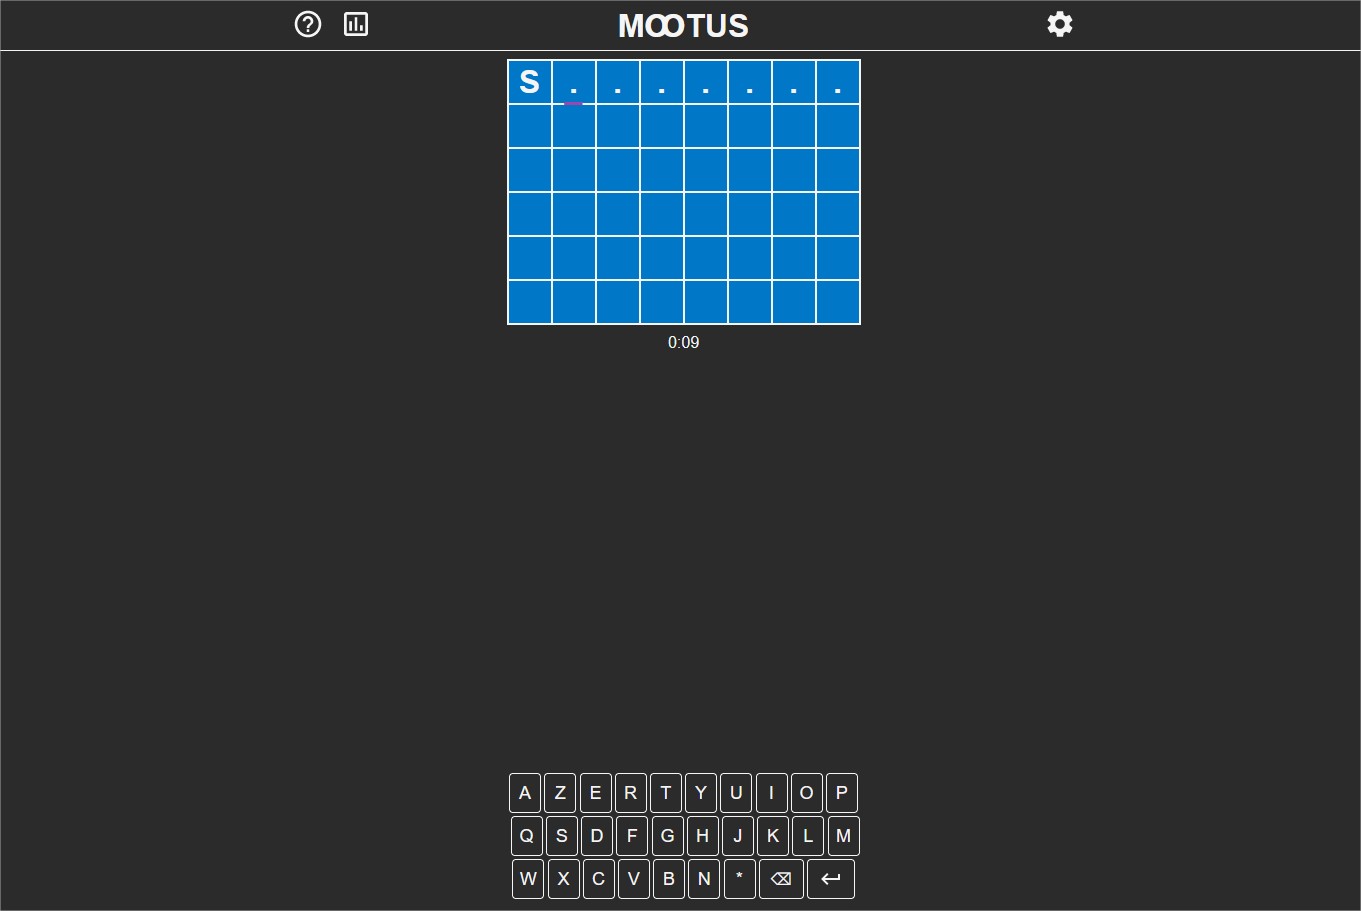 MOOTUS
S . . . . . . .
0:09
A Z E R T Y U I O P
Q S D F G H J K L M
W X C V B N * ⌫ ↵